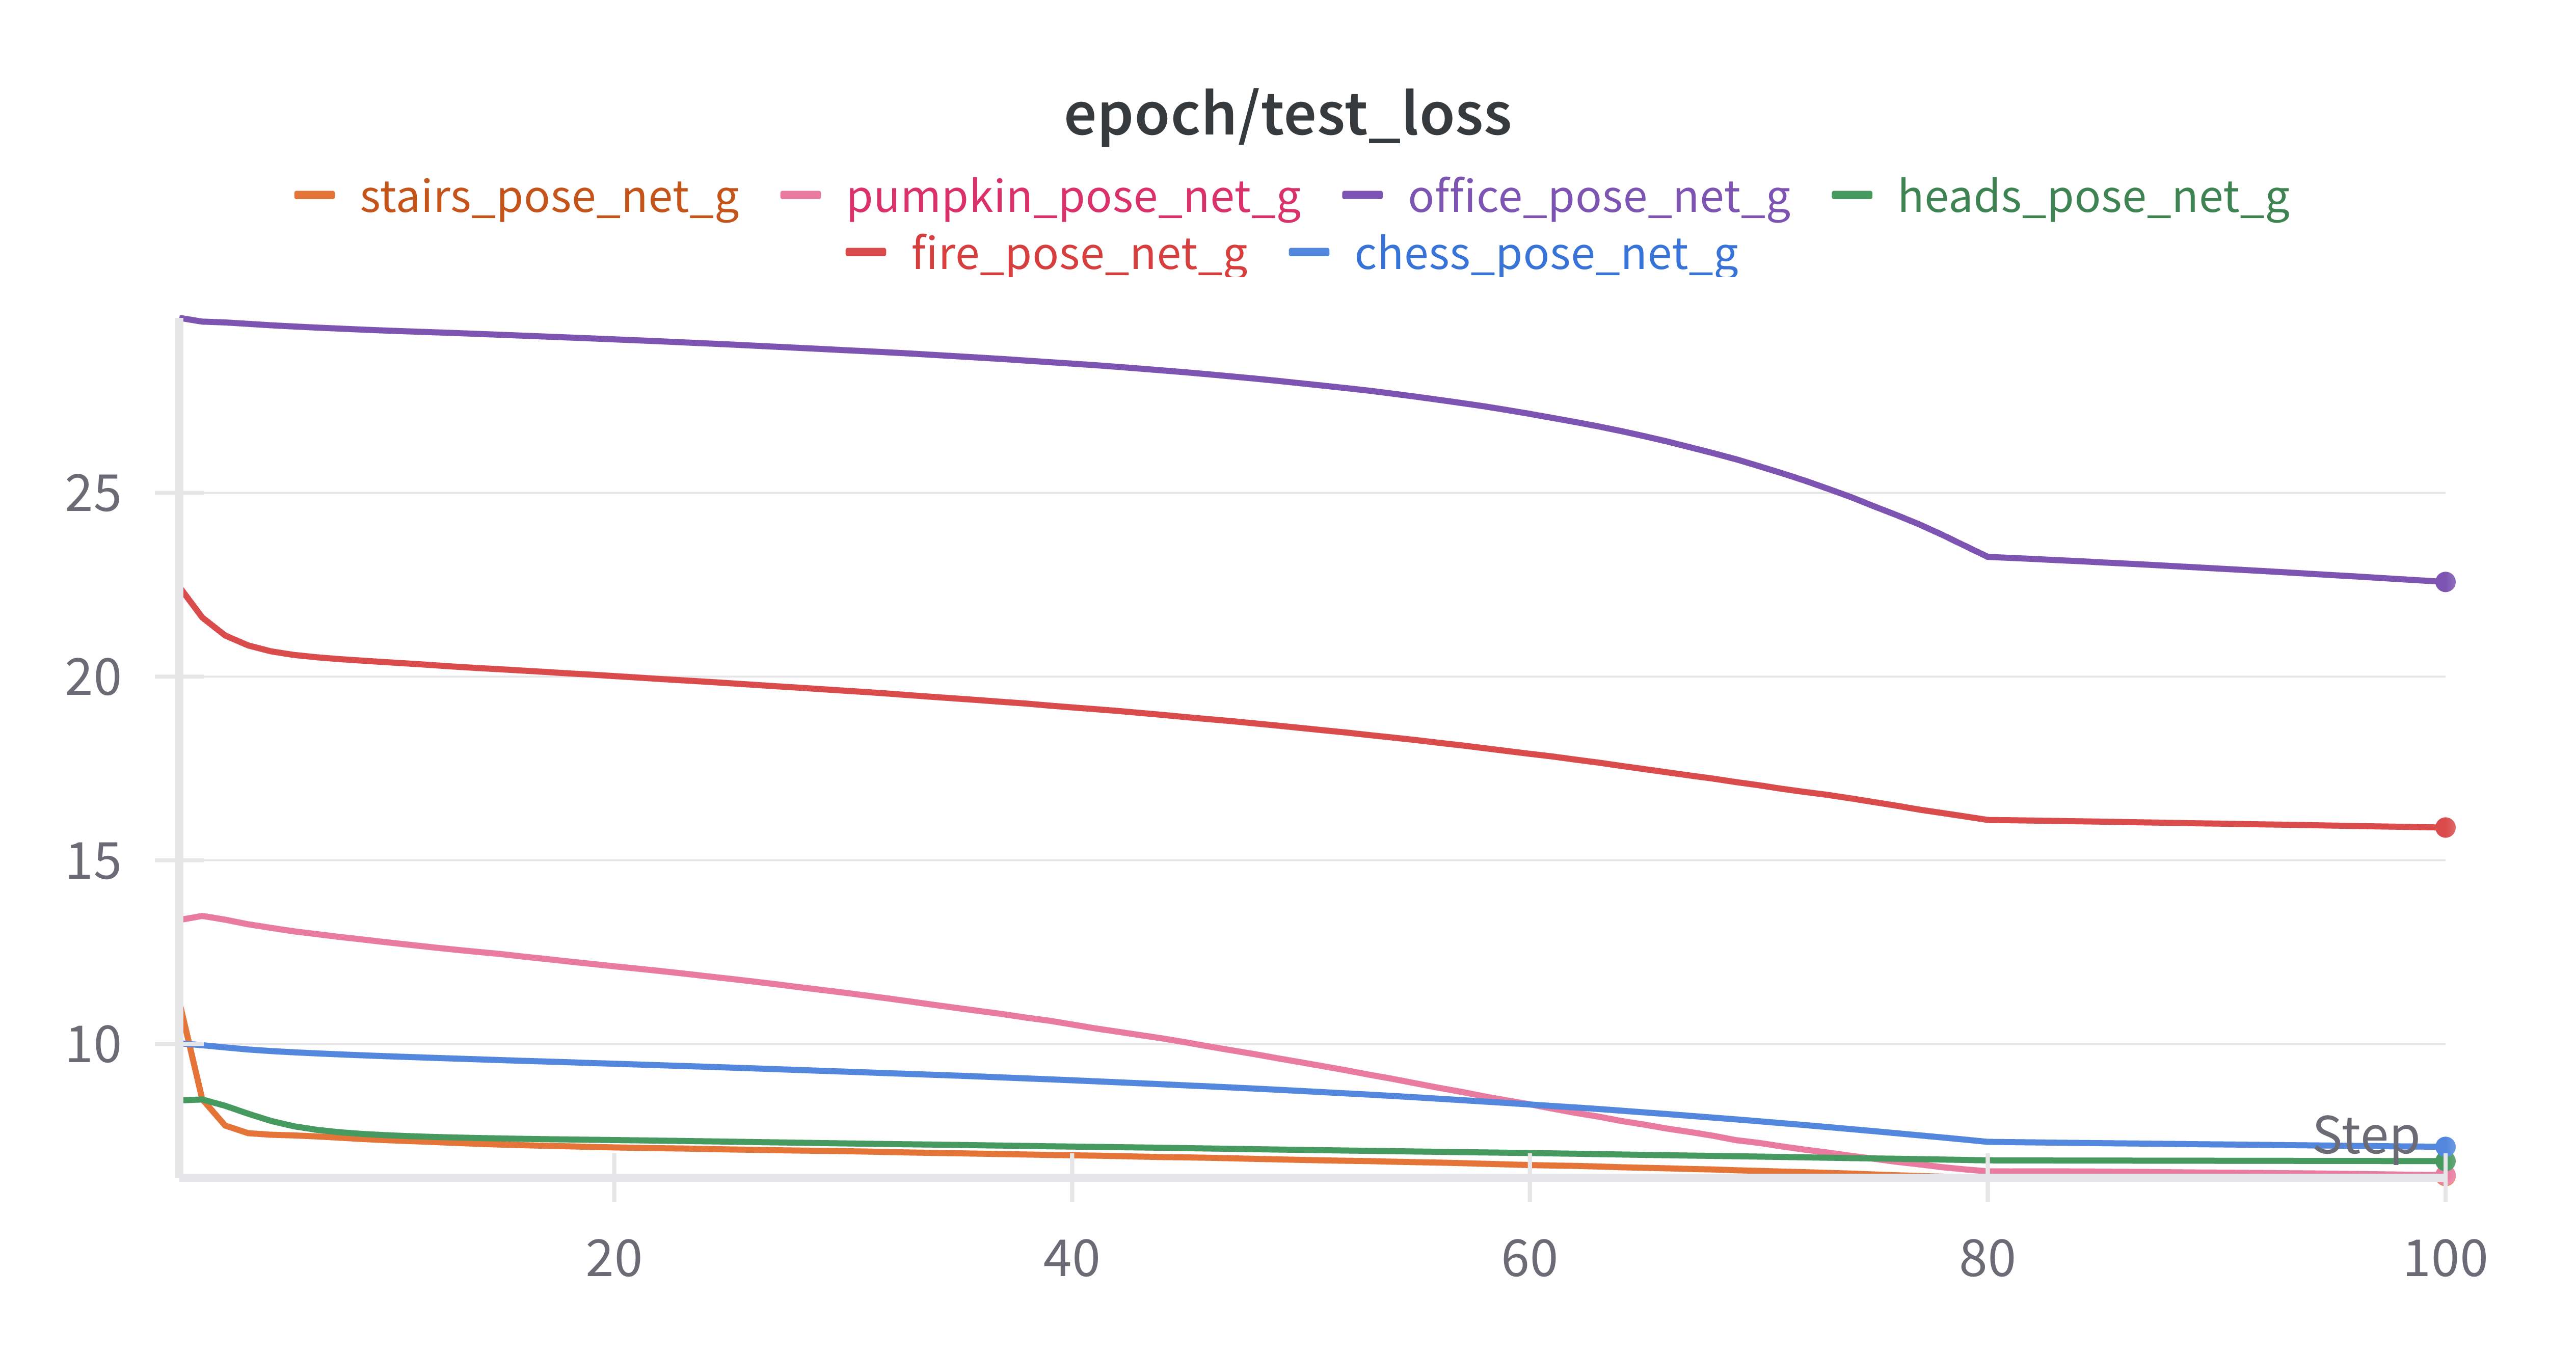 epoch/test_loss
stairs_pose_net_g pumpkin_pose_net_g office_pose_net_g heads_pose_net_g
fire_pose_net_g chess_pose_net_g
25
20
15
10
Step
20 40 60 80 100